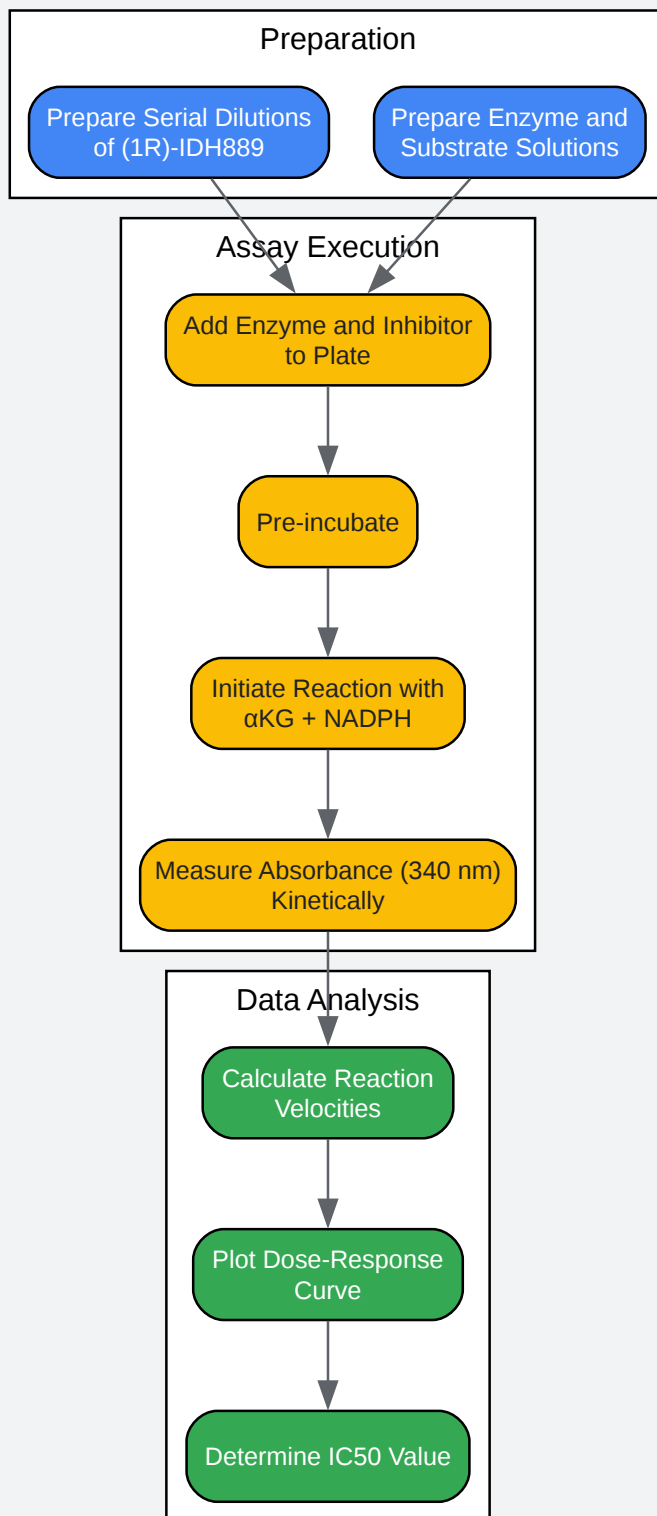 Preparation
Prepare Serial Dilutions
of (1R)-IDH889
Prepare Enzyme and
Substrate Solutions
Assay Execution
Add Enzyme and Inhibitor
to Plate
Pre-incubate
Initiate Reaction with
αKG + NADPH
Measure Absorbance (340 nm)
Kinetically
Data Analysis
Calculate Reaction
Velocities
Plot Dose-Response
Curve
Determine IC50 Value